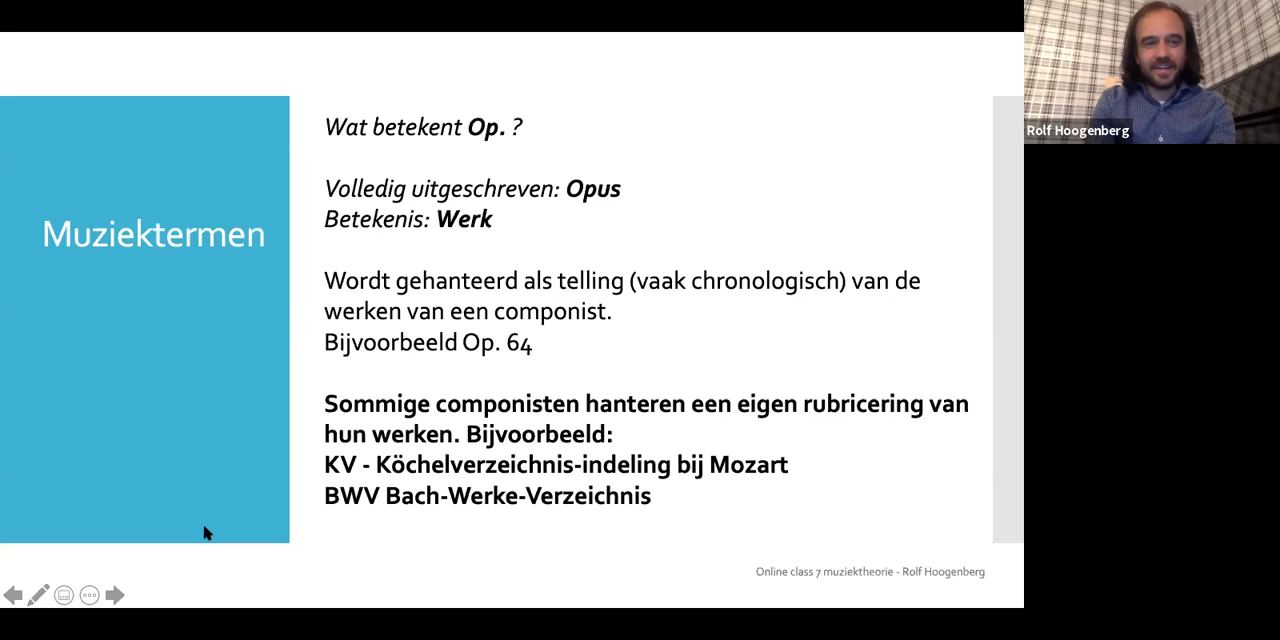 Muziektermen
Wat betekent Op. ?
Volledig uitgeschreven: Opus
Betekenis: Werk
Wordt gehanteerd als telling (vaak chronologisch) van de
werken van een componist.
Bijvoorbeeld Op. 64
Sommige componisten hanteren een eigen rubricering van
hun werken. Bijvoorbeeld:
KV - Köchelverzeichnis-indeling bij Mozart
BWV Bach-Werke-Verzeichnis
Online class 7 muziektheorie - Rolf Hoogenberg
Rolf Hoogenberg